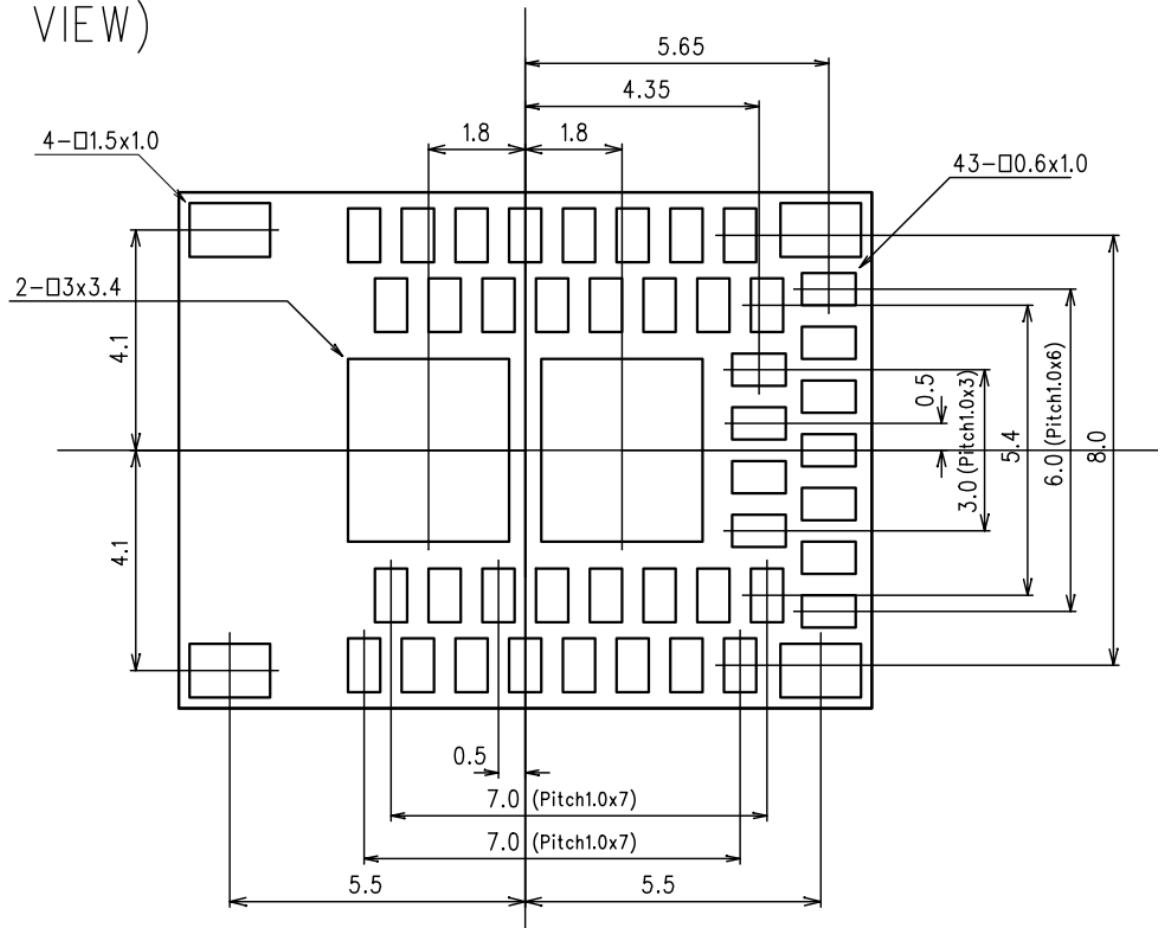 VIEW)
5.65
4.35
1.8
1.8
4-□1.5x1.0
43-□0.6x1.0
2-□3x3.4
4.1
4.1
0.5
3.0 (Pitch1.0x3)
5.4
6.0 (Pitch1.0x6)
8.0
0.5
7.0 (Pitch1.0x7)
7.0 (Pitch1.0x7)
5.5
5.5